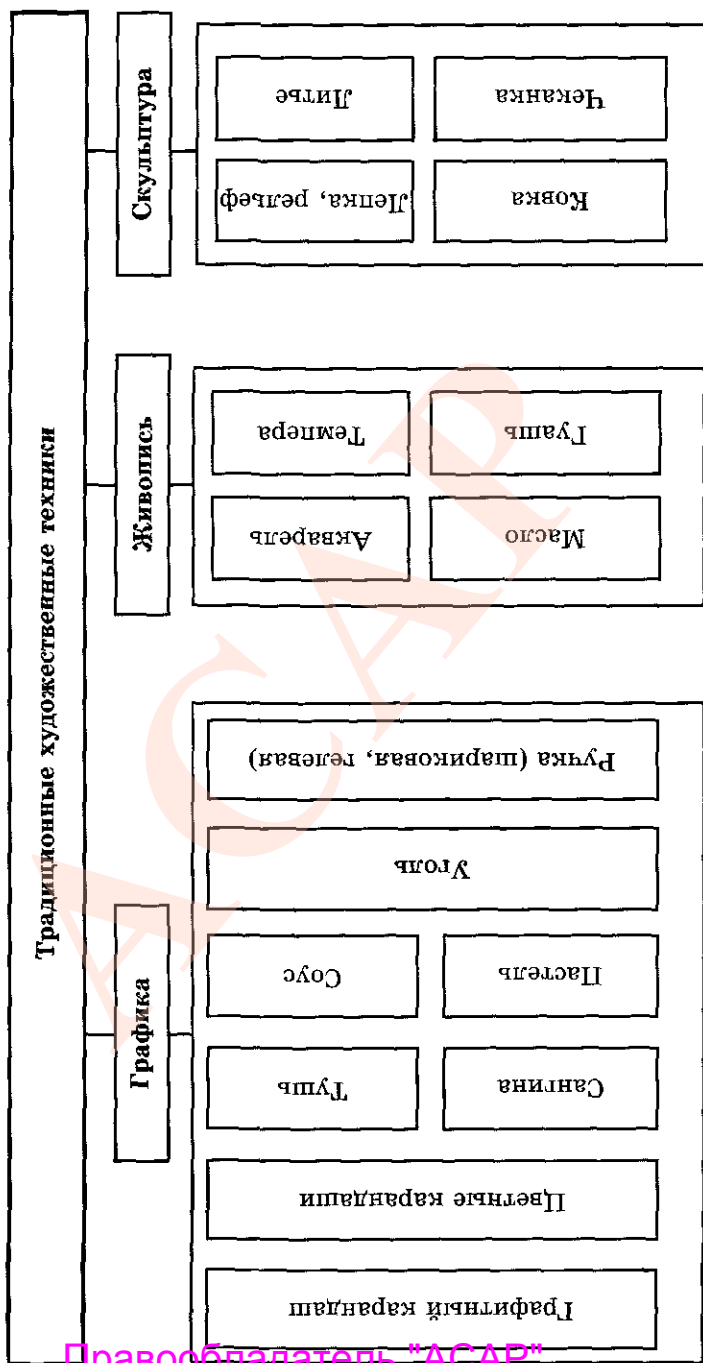 Традиционные художественные техники
Графика
Графитный карандаш
Цветные карандаши
Тушь
Сангина
Соус
Пастель
Уголь
Ручка (шариковая, гелевая)
Живопись
Акварель
Масло
Темпера
Гуашь
Скульптура
Лепка, рельеф
Ковка
Литье
Чеканка
АСАР
Правообладатель "АСАР"